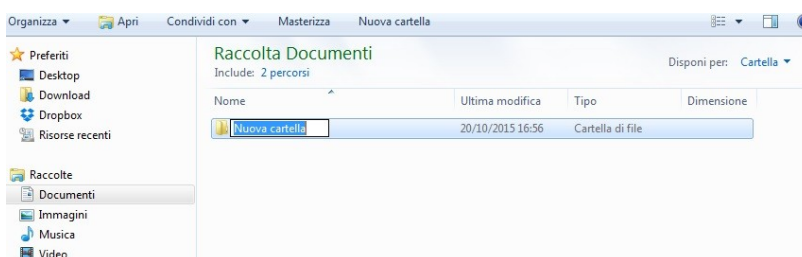 Organizza Apri Condividi con Masterizza Nuova cartella
Preferiti
Desktop
Download
Dropbox
Risorse recenti
Raccolte
Documenti
Immagini
Musica
Video
Raccolta Documenti
Include: 2 percorsi
Disponi per: Cartella
Nome Ultima modifica Tipo Dimensione
Nuova cartella 20/10/2015 16:56 Cartella di file